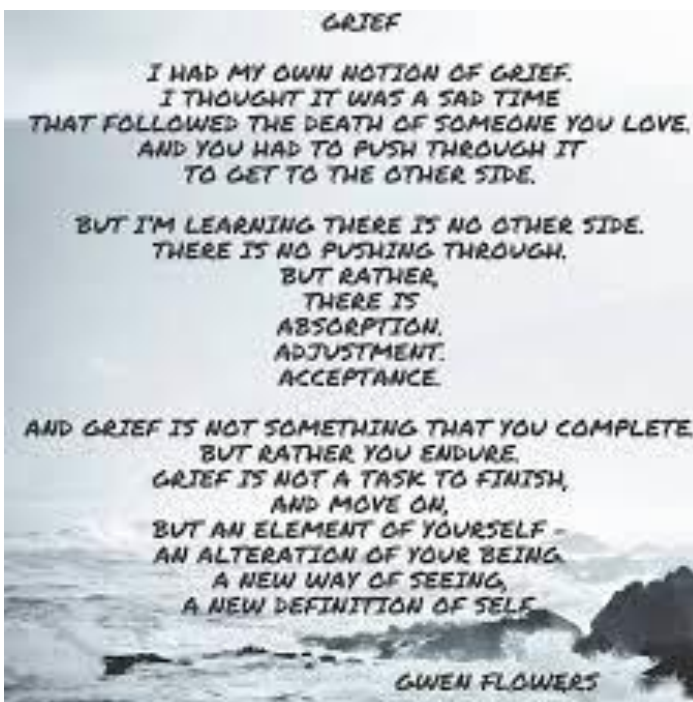 GRIEF
I HAD MY OWN NOTION OF GRIEF.
I THOUGHT IT WAS A SAD TIME
THAT FOLLOWED THE DEATH OF SOMEONE YOU LOVE.
AND YOU HAD TO PUSH THROUGH IT
TO GET TO THE OTHER SIDE.
BUT I'M LEARNING THERE IS NO OTHER SIDE.
THERE IS NO PUSHING THROUGH.
BUT RATHER,
THERE IS
ABSORPTION.
ADJUSTMENT.
ACCEPTANCE.
AND GRIEF IS NOT SOMETHING THAT YOU COMPLETE.
BUT RATHER YOU ENDURE.
GRIEF IS NOT A TASK TO FINISH,
AND MOVE ON,
BUT AN ELEMENT OF YOURSELF -
AN ALTERATION OF YOUR BEING.
A NEW WAY OF SEEING,
A NEW DEFINITION OF SELF.
GWEN FLOWERS